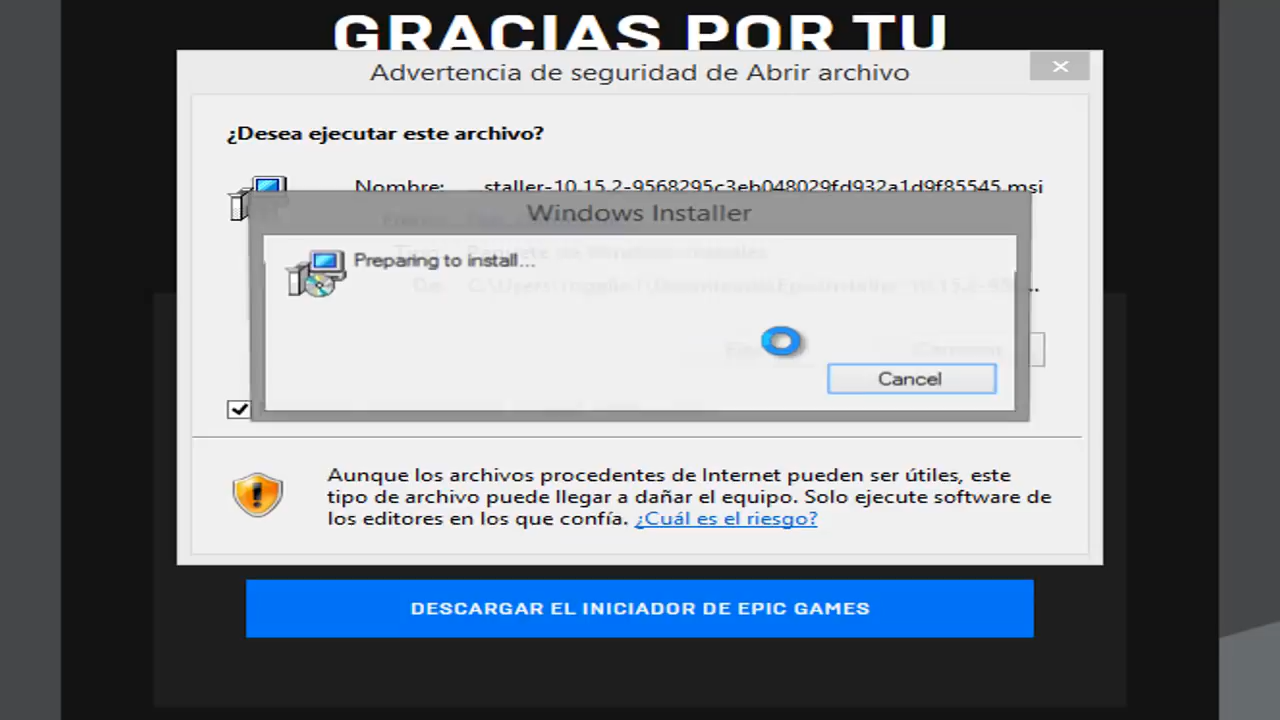 GRACIAS POR TU
Advertencia de seguridad de Abrir archivo
¿Desea ejecutar este archivo?
Nombre: ...staller-10.15.2-9568295c3eb048029fd932a1d9f85545.msi
Windows Installer
Preparing to install...
Cancel
Aunque los archivos procedentes de Internet pueden ser útiles, este
tipo de archivo puede llegar a dañar el equipo. Solo ejecute software de
los editores en los que confía. ¿Cuál es el riesgo?
DESCARGAR EL INICIADOR DE EPIC GAMES